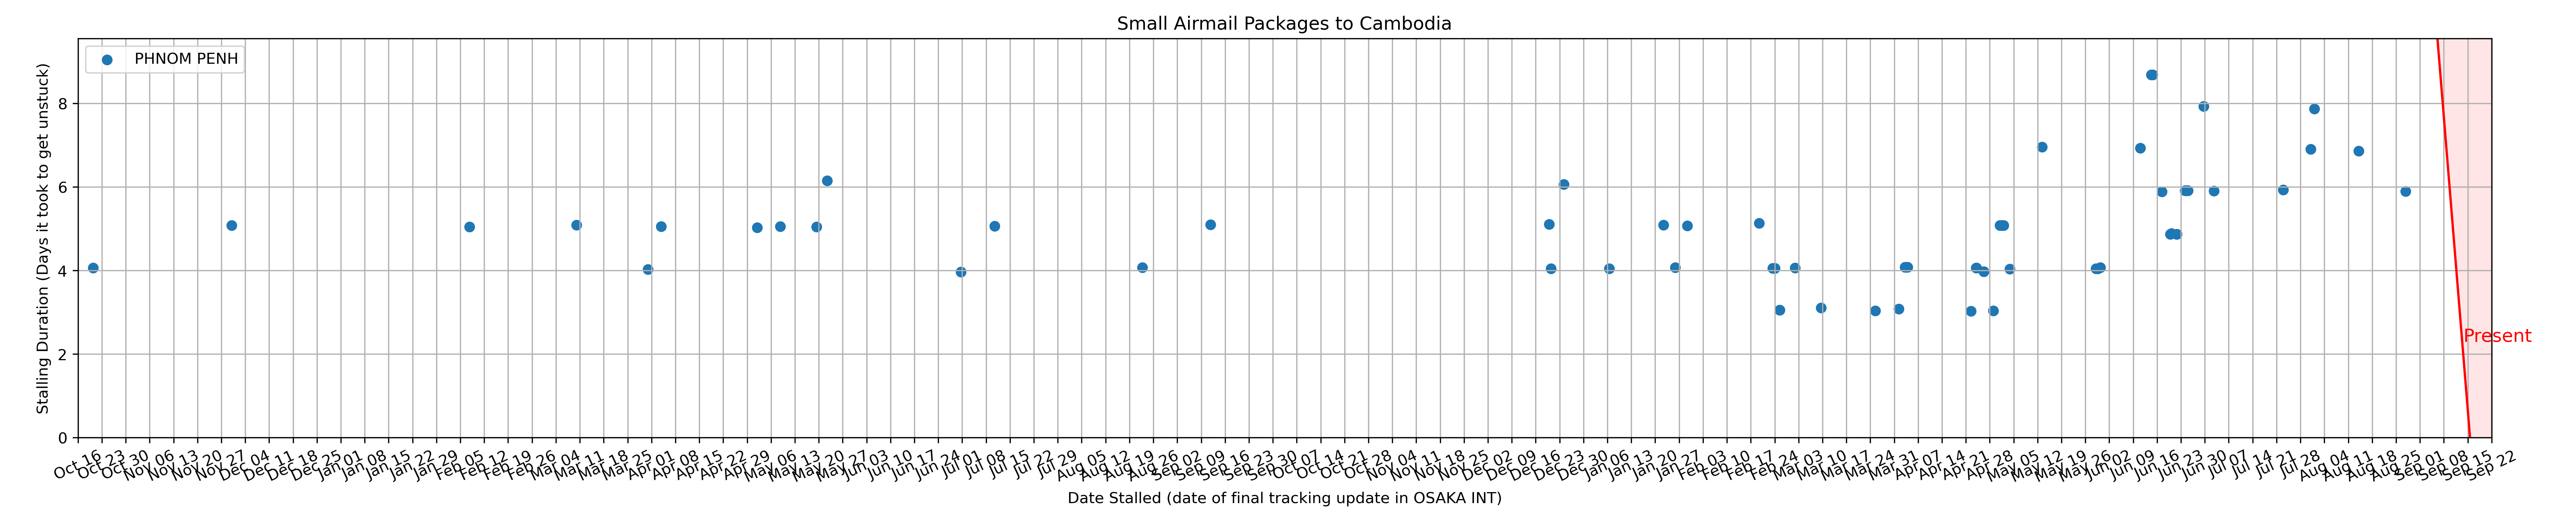 Small Airmail Packages to Cambodia
PHNOM PENH
Stalling Duration (Days it took to get unstuck)
8
6
4
2
0
Present
Oct 16
Oct 23
Oct 30
Nov 06
Nov 13
Nov 20
Nov 27
Dec 04
Dec 11
Dec 18
Dec 25
Jan 01
Jan 08
Jan 15
Jan 22
Jan 29
Feb 05
Feb 12
Feb 19
Feb 26
Mar 04
Mar 11
Mar 18
Mar 25
Apr 01
Apr 08
Apr 15
Apr 22
Apr 29
May 06
May 13
May 20
May 27
Jun 03
Jun 10
Jun 17
Jun 24
Jul 01
Jul 08
Jul 15
Jul 22
Jul 29
Aug 05
Aug 12
Aug 19
Aug 26
Sep 02
Sep 09
Sep 16
Sep 23
Sep 30
Oct 07
Oct 14
Oct 21
Oct 28
Nov 04
Nov 11
Nov 18
Nov 25
Dec 02
Dec 09
Dec 16
Dec 23
Dec 30
Jan 06
Jan 13
Jan 20
Jan 27
Feb 03
Feb 10
Feb 17
Feb 24
Mar 03
Mar 10
Mar 17
Mar 24
Mar 31
Apr 07
Apr 14
Apr 21
Apr 28
May 05
May 12
May 19
May 26
Jun 02
Jun 09
Jun 16
Jun 23
Jun 30
Jul 07
Jul 14
Jul 21
Jul 28
Aug 04
Aug 11
Aug 18
Aug 25
Sep 01
Sep 08
Sep 15
Sep 22
Date Stalled (date of final tracking update in OSAKA INT)